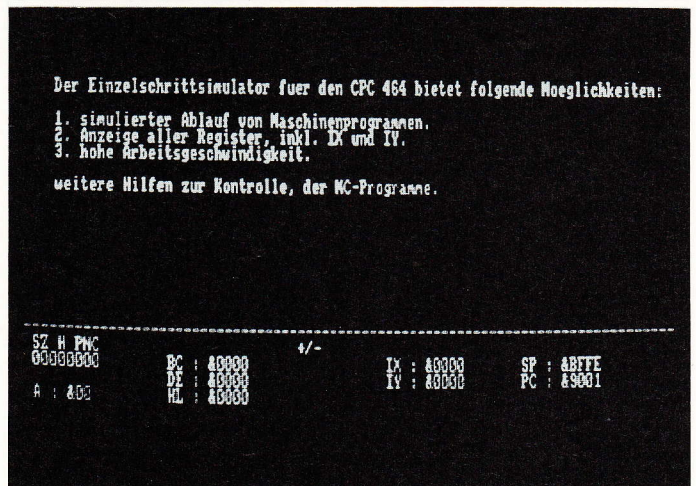 Der Einzelschrittsimulator fuer den CPC 464 bietet folgende Moeglichkeiten:
1. simulierter Ablauf von Maschinenprogrammen.
2. Anzeige aller Register, inkl. IX und IY.
3. hohe Arbeitsgeschwindigkeit.
weitere Hilfen zur Kontrolle, der MC-Programme.
SZ H PNC +/-
00000000 BC : &0000 IX : &0000 SP : &BFFE
DE : &0000 IY : &0000 PC : &9001
A : &00 HL : &0000